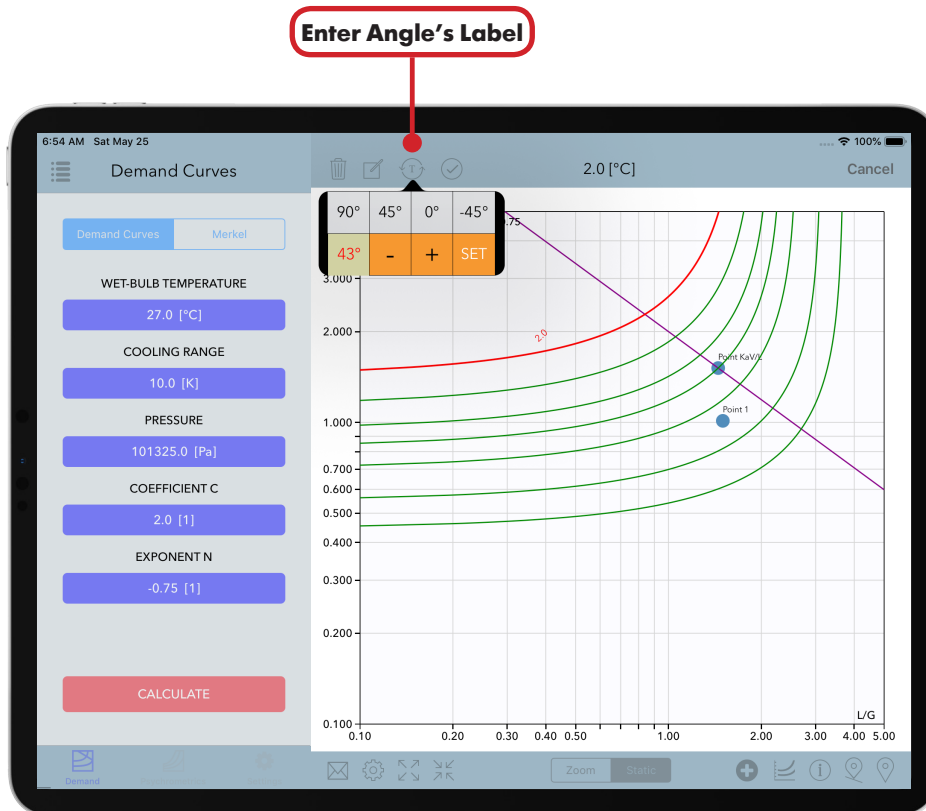 Enter Angle's Label
6:54 AM Sat May 25
100%
Demand Curves
T
2.0 [°C]
Cancel
90° 45° 0° -45°
43° - + SET
.75
Demand Curves Merkel
WET-BULB TEMPERATURE
27.0 [°C]
COOLING RANGE
10.0 [K]
PRESSURE
101325.0 [Pa]
COEFFICIENT C
2.0 [1]
EXPONENT N
-0.75 [1]
CALCULATE
3.000
2.000
1.000
0.700
0.600
0.500
0.400
0.300
0.200
0.100
2.0
Point KaV/L
Point 1
L/G
0.10 0.20 0.30 0.40 0.50 1.00 2.00 3.00 4.00 5.00
Demand
Zoom Static